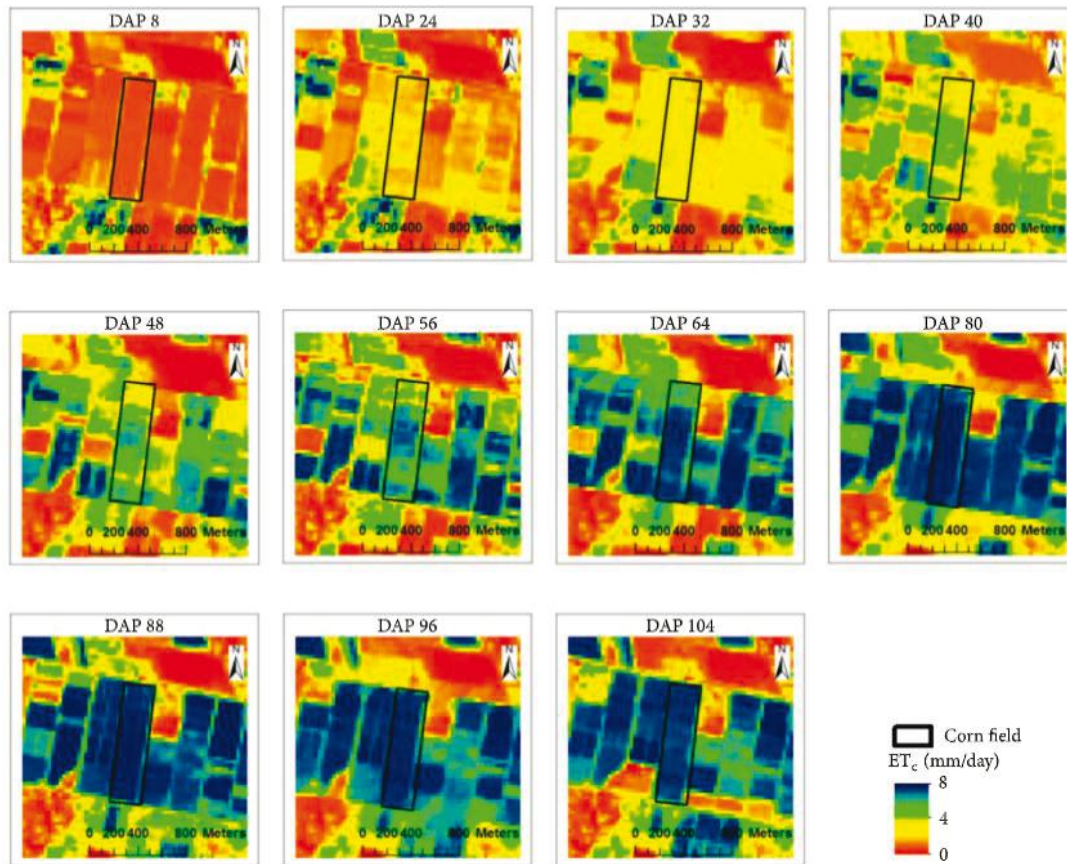 DAP 8
N
0 200 400 800 Meters
DAP 24
N
0 200 400 800 Meters
DAP 32
N
0 200 400 800 Meters
DAP 40
N
0 200 400 800 Meters
DAP 48
N
0 200 400 800 Meters
DAP 56
N
0 200 400 800 Meters
DAP 64
N
0 200 400 800 Meters
DAP 80
N
0 200 400 800 Meters
DAP 88
N
0 200 400 800 Meters
DAP 96
N
0 200 400 800 Meters
DAP 104
N
0 200 400 800 Meters
Corn field
ETc (mm/day)
8
4
0